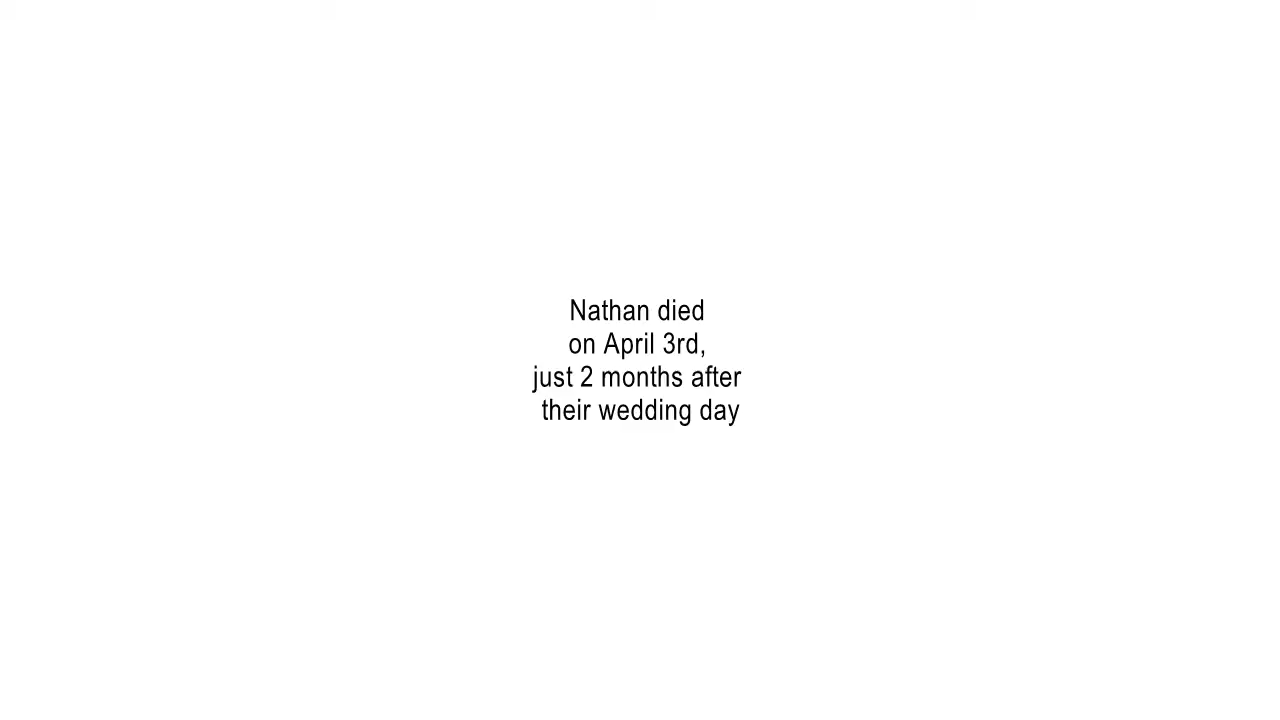 Nathan died
on April 3rd,
just 2 months after
their wedding day